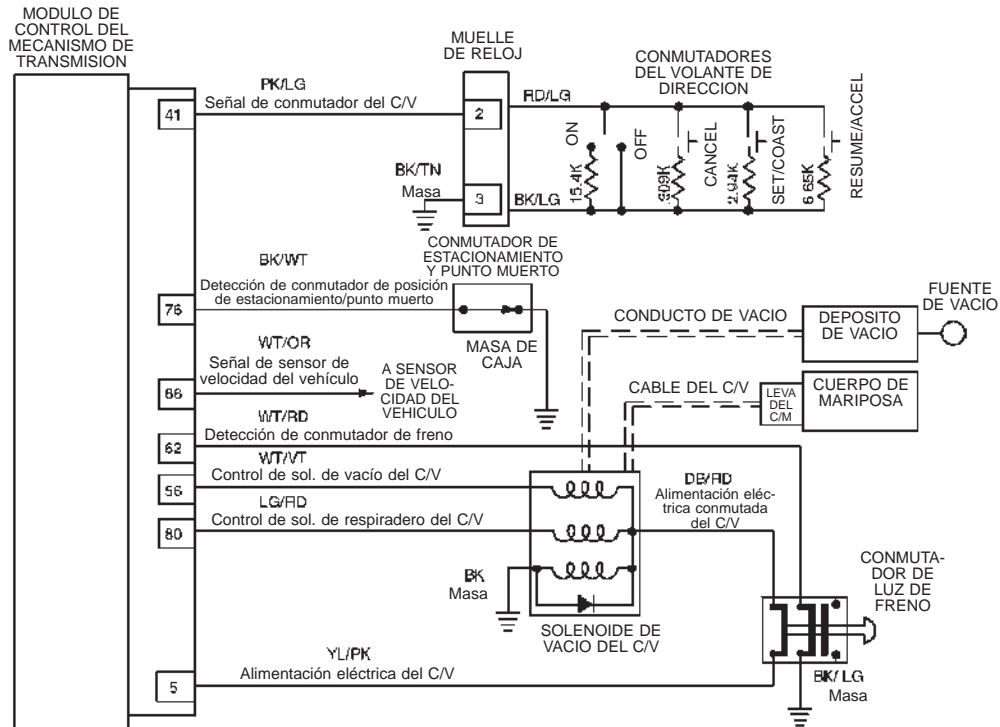 MODULO DE
CONTROL DEL
MECANISMO DE
TRANSMISION
MUELLE
DE RELOJ
CONMUTADORES
DEL VOLANTE DE
DIRECCION
PK/LG
41
Señal de conmutador del C/V
2
RD/LG
ON
OFF
15.4K
.909K
CANCEL
2.94K
SET/COAST
6.65K
RESUME/ACCEL
BK/TN
Masa
3
BK/LG
BK/WT
76
Detección de conmutador de posición
de estacionamiento/punto muerto
CONMUTADOR DE
ESTACIONAMIENTO
Y PUNTO MUERTO
MASA DE
CAJA
CONDUCTO DE VACIO
DEPOSITO
DE VACIO
FUENTE
DE VACIO
WT/OR
66
Señal de sensor de
velocidad del vehículo
A SENSOR
DE VELO-
CIDAD DEL
VEHICULO
CABLE DEL C/V
LEVA
DEL
C/M
CUERPO DE
MARIPOSA
WT/RD
62
Detección de conmutador de freno
WT/VT
56
Control de sol. de vacío del C/V
LG/RD
80
Control de sol. de respiradero del C/V
DB/RD
Alimentación eléc-
trica conmutada
del C/V
BK
Masa
SOLENOIDE DE
VACIO DEL C/V
CONMUTA-
DOR DE
LUZ DE
FRENO
BK/LG
Masa
YL/PK
5
Alimentación eléctrica del C/V